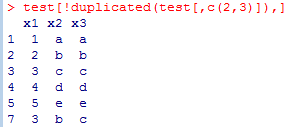 > test[!duplicated(test[,c(2,3)]),]
  x1 x2 x3
1  1  a  a
2  2  b  b
3  3  c  c
4  4  d  d
5  5  e  e
7  3  b  c